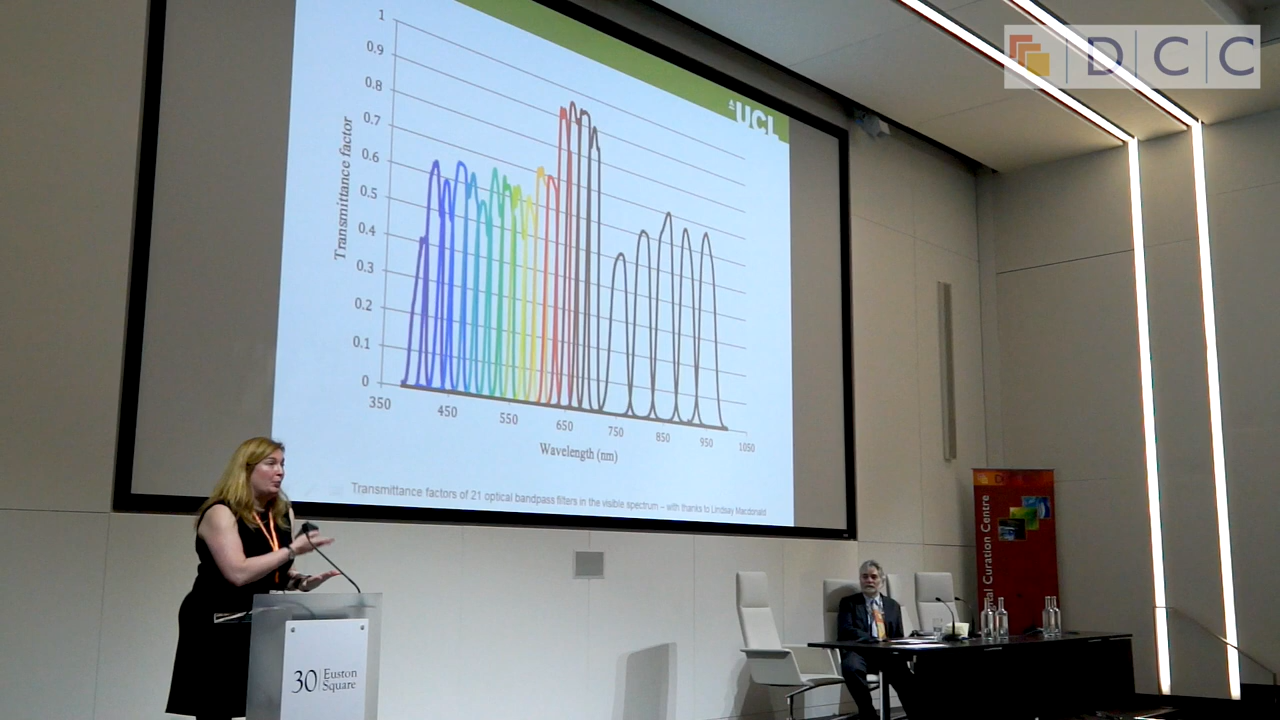 D C C
UCL
1
0.9
0.8
0.7
0.6
0.5
0.4
0.3
0.2
0.1
0
Transmittance factor
350 450 550 650 750 850 950 1050
Wavelength (nm)
Transmittance factors of 21 optical bandpass filters in the visible spectrum – with thanks to Lindsay Macdonald
30 Euston
Square
Curation Centre